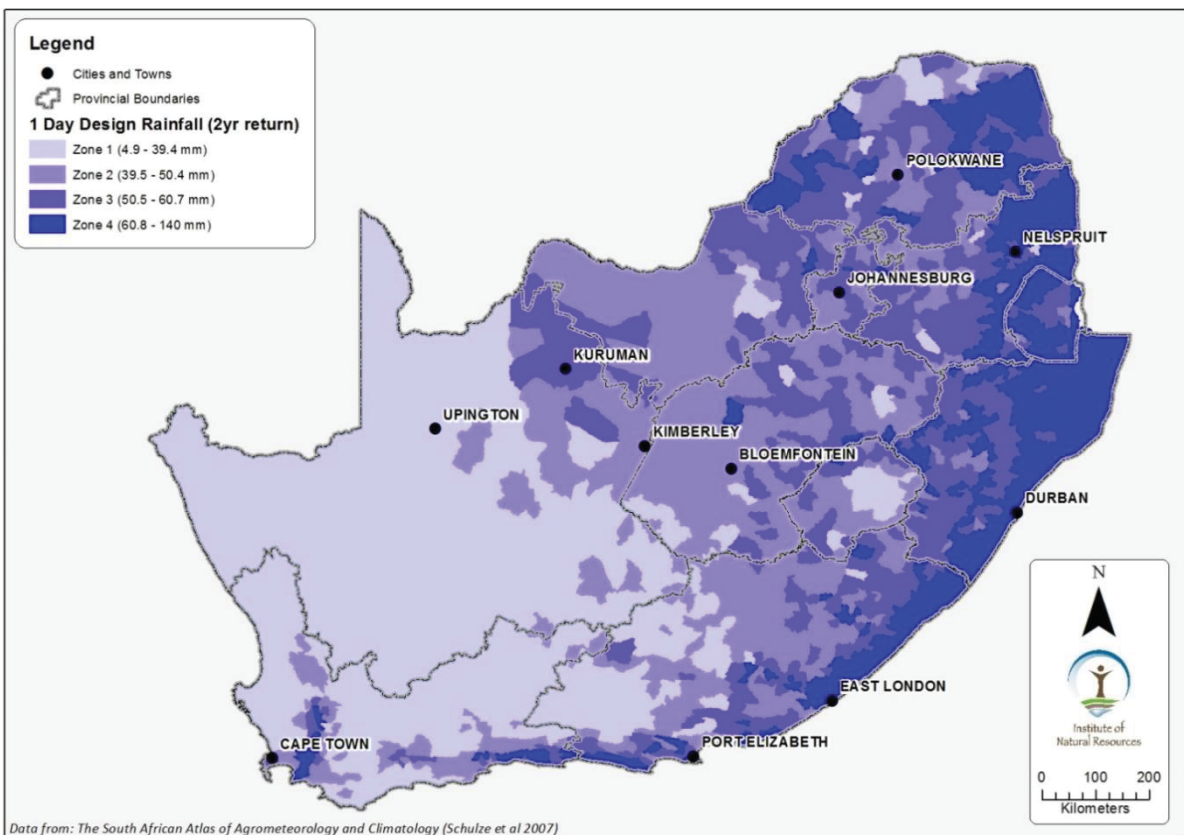 Legend
Cities and Towns
Provincial Boundaries
1 Day Design Rainfall (2yr return)
Zone 1 (4.9 - 39.4 mm)
Zone 2 (39.5 - 50.4 mm)
Zone 3 (50.5 - 60.7 mm)
Zone 4 (60.8 - 140 mm)
POLOKWANE
NELSPRUIT
JOHANNESBURG
KURUMAN
UPINGTON
KIMBERLEY
BLOEMFONTEIN
DURBAN
EAST LONDON
PORT ELIZABETH
CAPE TOWN
N
Institute of
Natural Resources
0 100 200
Kilometers
Data from: The South African Atlas of Agrometeorology and Climatology (Schulze et al 2007)